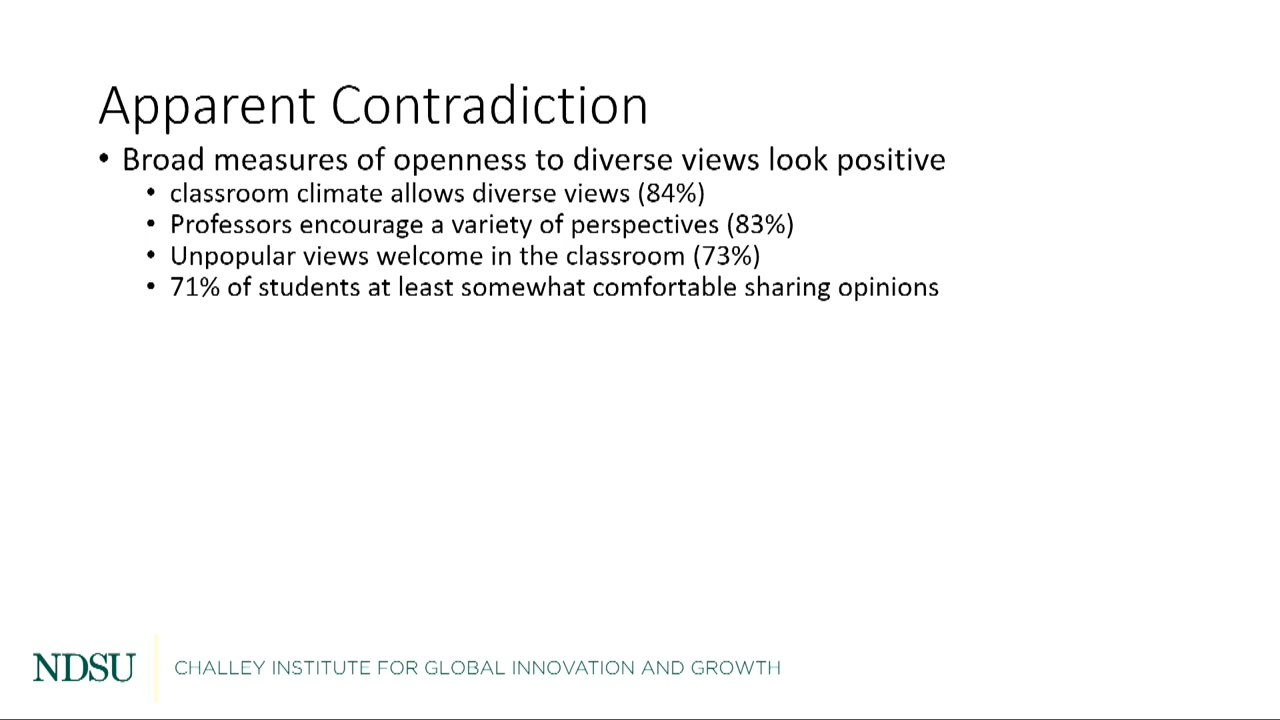 Apparent Contradiction
• Broad measures of openness to diverse views look positive
• classroom climate allows diverse views (84%)
• Professors encourage a variety of perspectives (83%)
• Unpopular views welcome in the classroom (73%)
• 71% of students at least somewhat comfortable sharing opinions
NDSU CHALLEY INSTITUTE FOR GLOBAL INNOVATION AND GROWTH